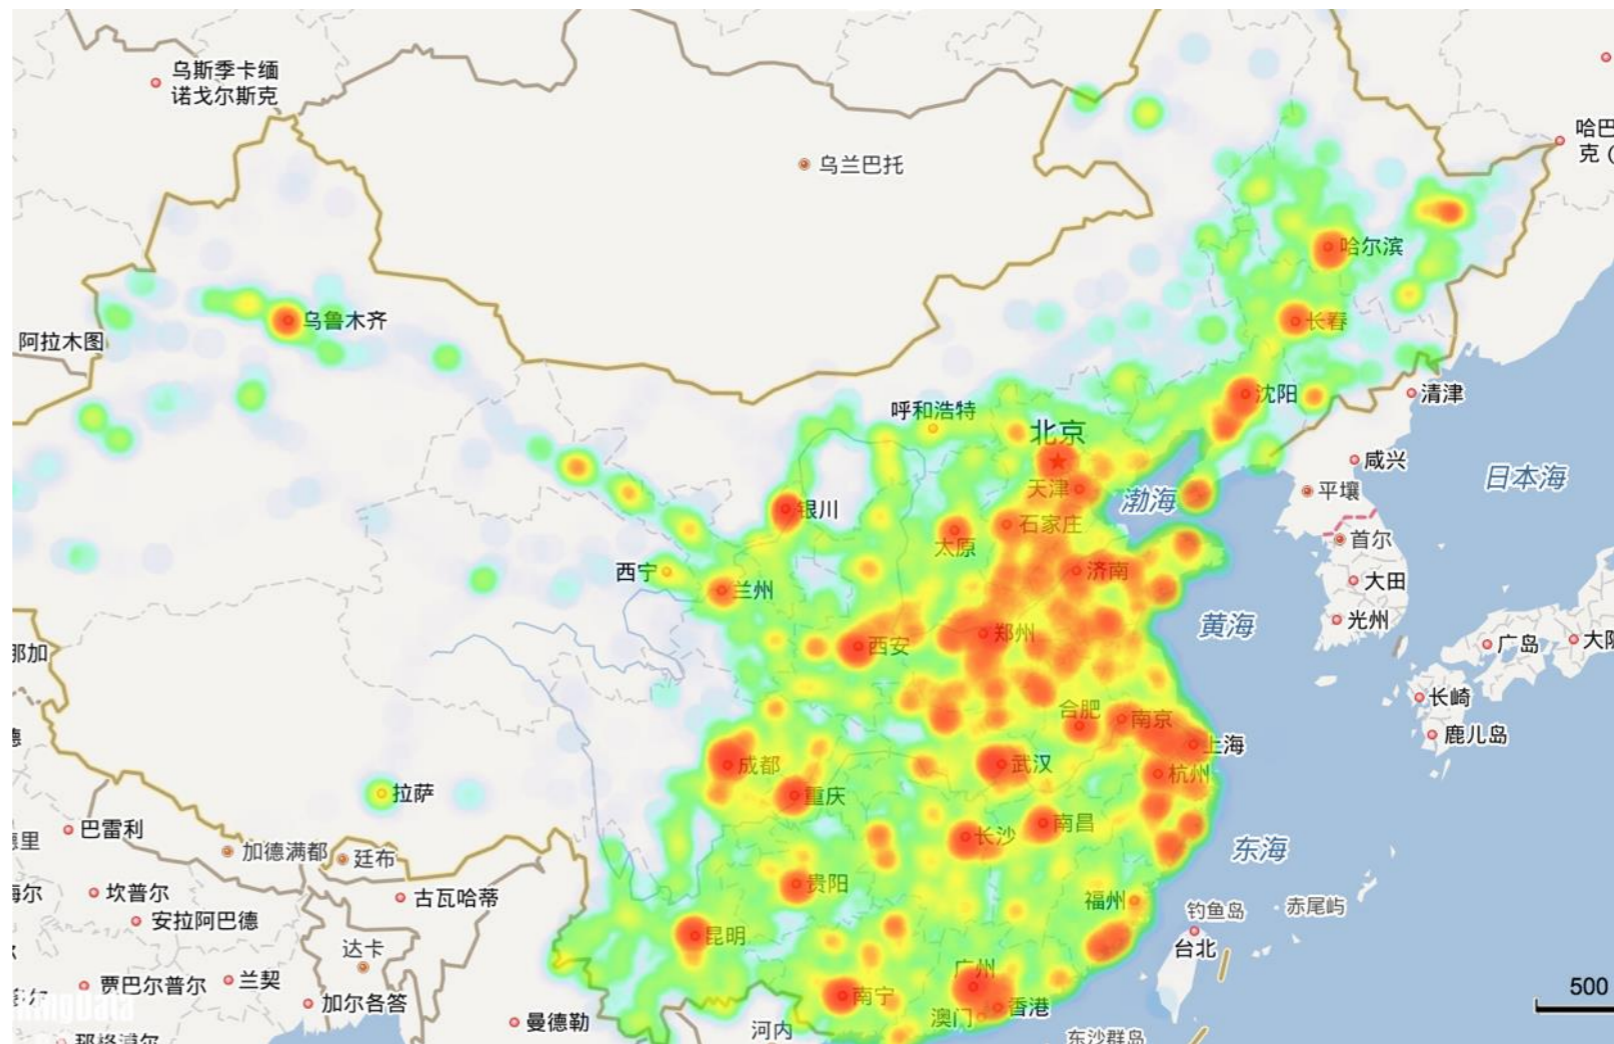 乌斯季卡缅
诺戈尔斯克
乌兰巴托
哈尔滨
乌鲁木齐
长春
阿拉木图
沈阳
清津
呼和浩特
北京
咸兴
日本海
天津
平壤
渤海
银川
石家庄
首尔
太原
西宁
济南
大田
兰州
光州
黄海
郑州
广岛
西安
那加
长崎
合肥
南京
鹿儿岛
上海
成都
武汉
杭州
拉萨
重庆
南昌
巴雷利
长沙
加德满都
廷布
东海
坎普尔
贵阳
古瓦哈蒂
福州
钓鱼岛
赤尾屿
安拉阿巴德
昆明
达卡
台北
广州
兰契
贾巴尔普尔
南宁
500
加尔各答
香港
澳门
曼德勒
河内
东沙群岛